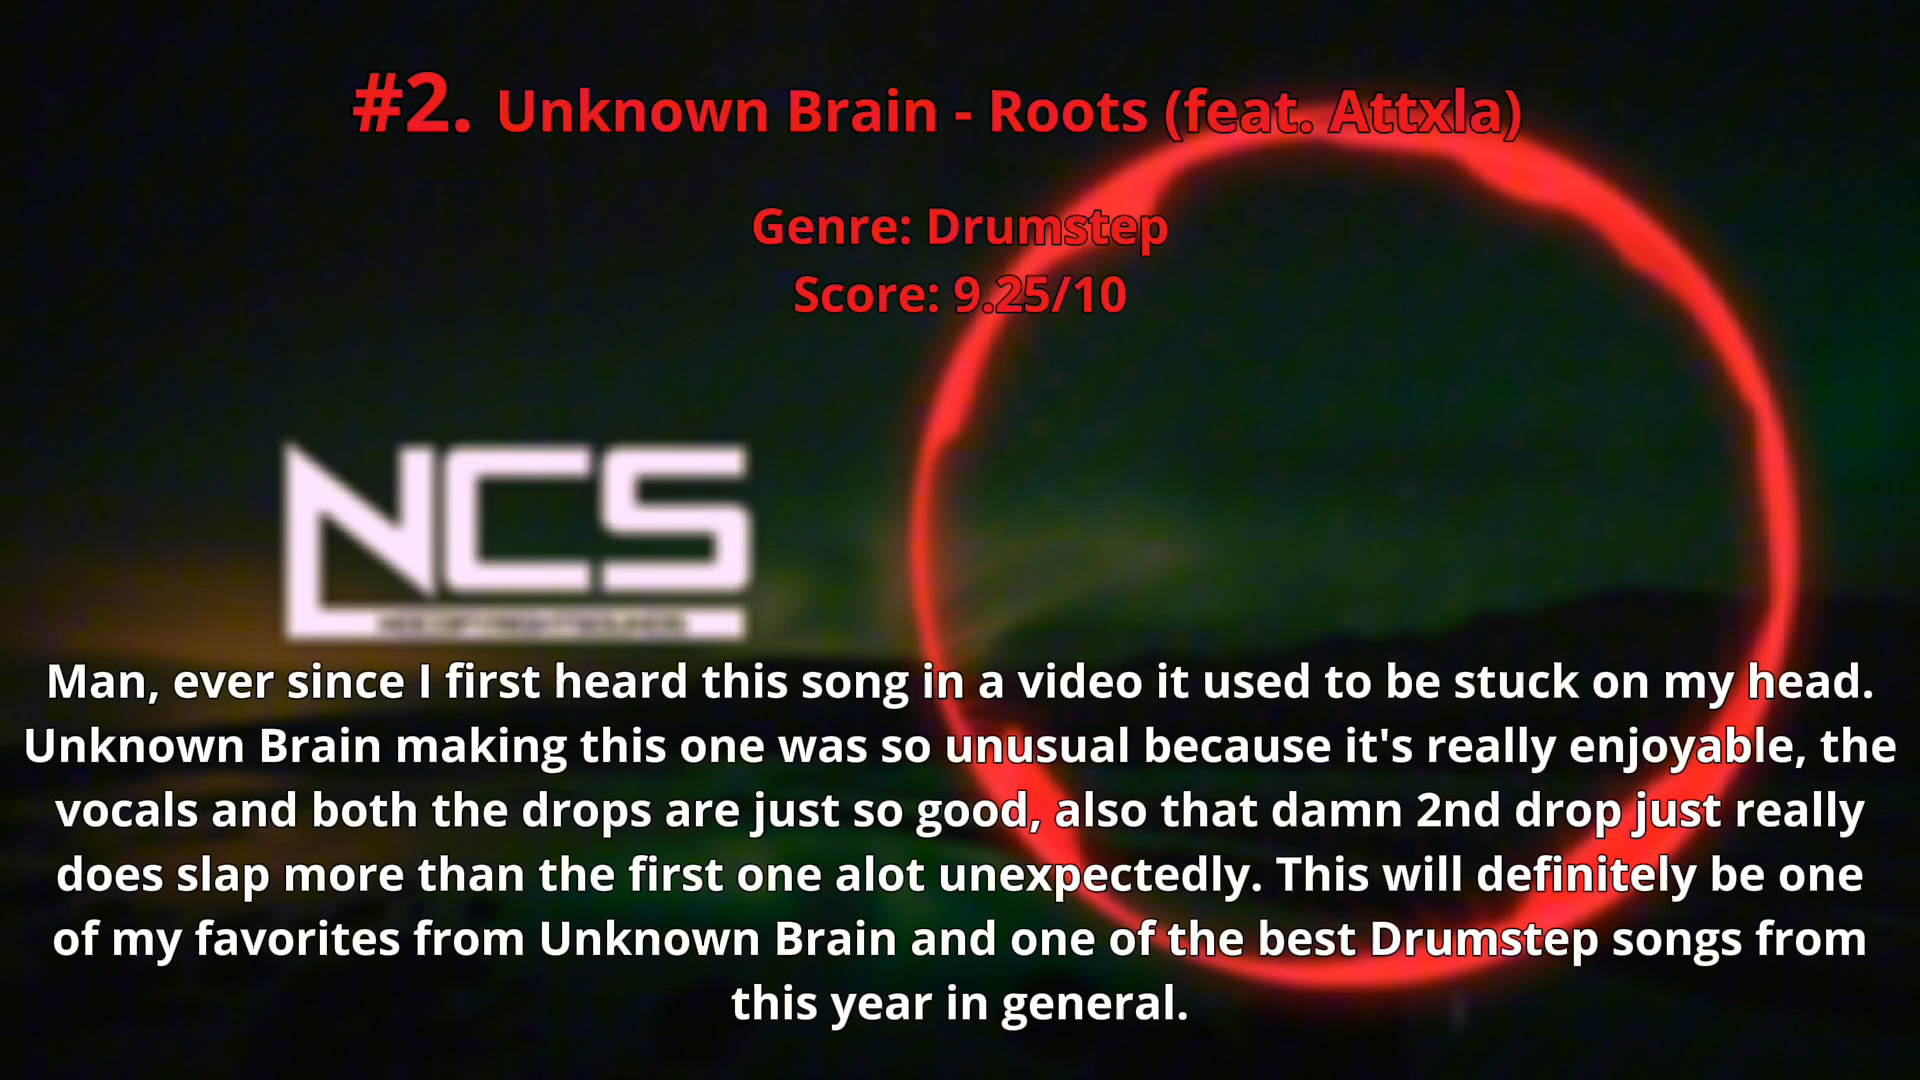 #2. Unknown Brain - Roots (feat. Attxla)
Genre: Drumstep
Score: 9.25/10
NCS
Man, ever since I first heard this song in a video it used to be stuck on my head.
Unknown Brain making this one was so unusual because it's really enjoyable, the
vocals and both the drops are just so good, also that damn 2nd drop just really
does slap more than the first one alot unexpectedly. This will definitely be one
of my favorites from Unknown Brain and one of the best Drumstep songs from
this year in general.